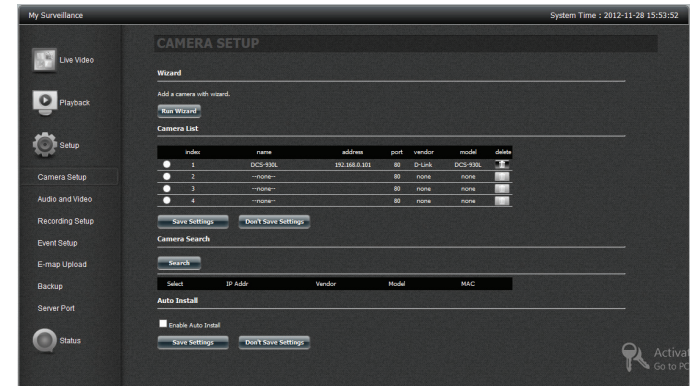 My Surveillance System Time : 2012-11-28 15:53:52
CAMERA SETUP
Live Video
Playback
Setup
Camera Setup
Audio and Video
Recording Setup
Event Setup
E-map Upload
Backup
Server Port
Status
Wizard
Add a camera with wizard.
Run Wizard
Camera List
index name address port vendor model delete
1 DCS-930L 192.168.0.101 80 D-Link DCS-930L
2 --none-- 80 none none
3 --none-- 80 none none
4 --none-- 80 none none
Save Settings Don't Save Settings
Camera Search
Search
Select IP Addr Vendor Model MAC
Auto Install
Enable Auto Install
Save Settings Don't Save Settings
Activat
Go to PC